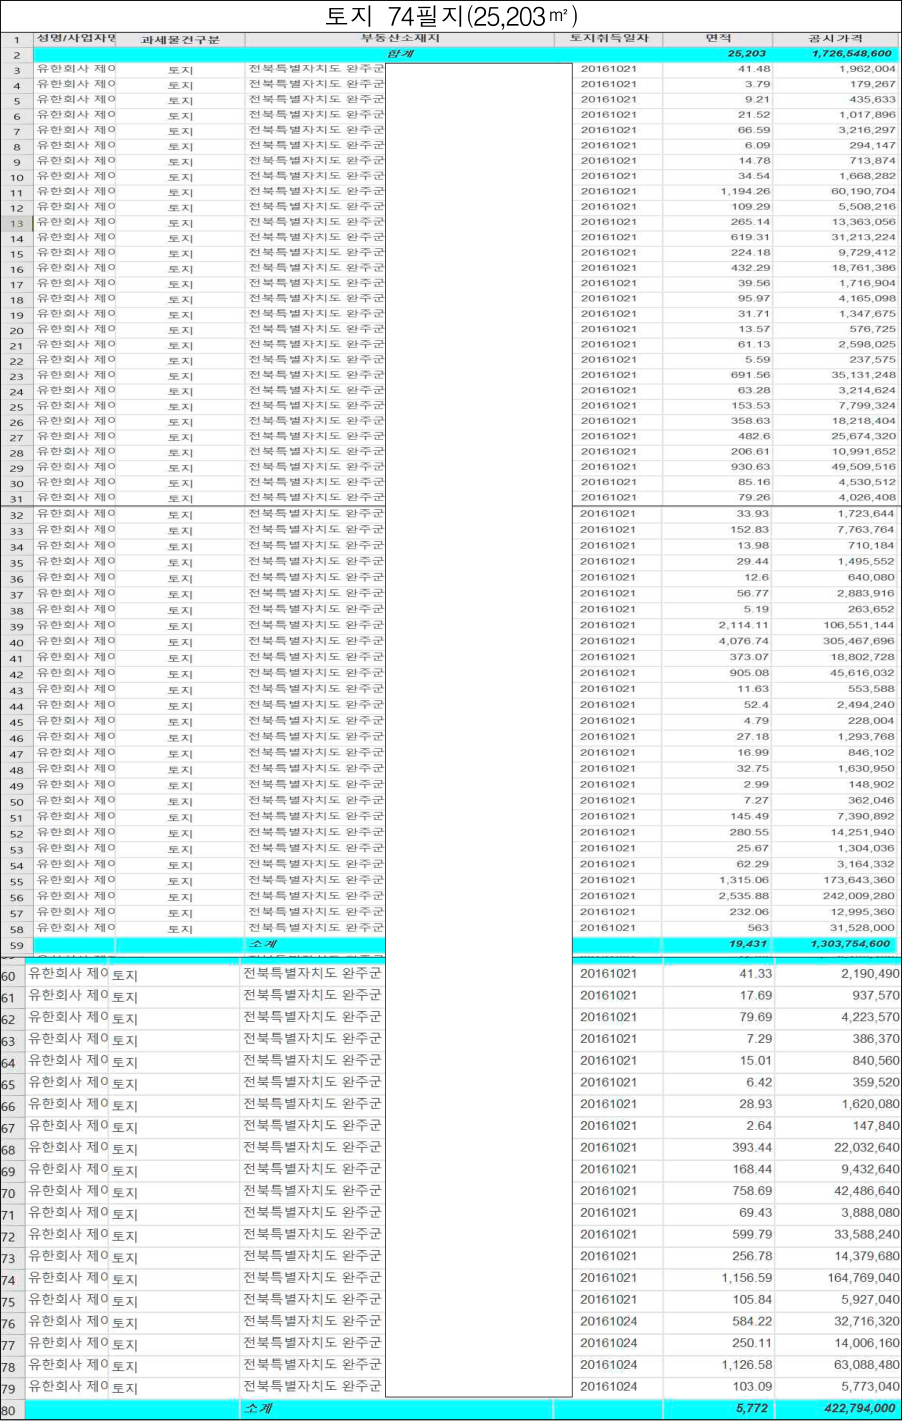 토지 74필지(25,203㎡)
1 성명/사업자명 과세물건구분 부동산소재지 토지취득일자 면적 공시가격
2 합계 25,203 1,726,548,600
3 유한회사 제이 토지 전북특별자치도 완주군 20161021 41.48 1,962,004
4 유한회사 제이 토지 전북특별자치도 완주군 20161021 3.79 179,267
5 유한회사 제이 토지 전북특별자치도 완주군 20161021 9.21 435,633
6 유한회사 제이 토지 전북특별자치도 완주군 20161021 21.52 1,017,896
7 유한회사 제이 토지 전북특별자치도 완주군 20161021 66.59 3,216,297
8 유한회사 제이 토지 전북특별자치도 완주군 20161021 6.09 294,147
9 유한회사 제이 토지 전북특별자치도 완주군 20161021 14.78 713,874
10 유한회사 제이 토지 전북특별자치도 완주군 20161021 34.54 1,668,282
11 유한회사 제이 토지 전북특별자치도 완주군 20161021 1,194.26 60,190,704
12 유한회사 제이 토지 전북특별자치도 완주군 20161021 109.29 5,508,216
13 유한회사 제이 토지 전북특별자치도 완주군 20161021 265.14 13,363,056
14 유한회사 제이 토지 전북특별자치도 완주군 20161021 619.31 31,213,224
15 유한회사 제이 토지 전북특별자치도 완주군 20161021 224.18 9,729,412
16 유한회사 제이 토지 전북특별자치도 완주군 20161021 432.29 18,761,386
17 유한회사 제이 토지 전북특별자치도 완주군 20161021 39.56 1,716,904
18 유한회사 제이 토지 전북특별자치도 완주군 20161021 95.97 4,165,098
19 유한회사 제이 토지 전북특별자치도 완주군 20161021 31.71 1,347,675
20 유한회사 제이 토지 전북특별자치도 완주군 20161021 13.57 576,725
21 유한회사 제이 토지 전북특별자치도 완주군 20161021 61.13 2,598,025
22 유한회사 제이 토지 전북특별자치도 완주군 20161021 5.59 237,575
23 유한회사 제이 토지 전북특별자치도 완주군 20161021 691.56 35,131,248
24 유한회사 제이 토지 전북특별자치도 완주군 20161021 63.28 3,214,624
25 유한회사 제이 토지 전북특별자치도 완주군 20161021 153.53 7,799,324
26 유한회사 제이 토지 전북특별자치도 완주군 20161021 358.63 18,218,404
27 유한회사 제이 토지 전북특별자치도 완주군 20161021 482.6 25,674,320
28 유한회사 제이 토지 전북특별자치도 완주군 20161021 206.61 10,991,652
29 유한회사 제이 토지 전북특별자치도 완주군 20161021 930.63 49,509,516
30 유한회사 제이 토지 전북특별자치도 완주군 20161021 85.16 4,530,512
31 유한회사 제이 토지 전북특별자치도 완주군 20161021 79.26 4,026,408
32 유한회사 제이 토지 전북특별자치도 완주군 20161021 33.93 1,723,644
33 유한회사 제이 토지 전북특별자치도 완주군 20161021 152.83 7,763,764
34 유한회사 제이 토지 전북특별자치도 완주군 20161021 13.98 710,184
35 유한회사 제이 토지 전북특별자치도 완주군 20161021 29.44 1,495,552
36 유한회사 제이 토지 전북특별자치도 완주군 20161021 12.6 640,080
37 유한회사 제이 토지 전북특별자치도 완주군 20161021 56.77 2,883,916
38 유한회사 제이 토지 전북특별자치도 완주군 20161021 5.19 263,652
39 유한회사 제이 토지 전북특별자치도 완주군 20161021 2,114.11 106,551,144
40 유한회사 제이 토지 전북특별자치도 완주군 20161021 4,076.74 305,467,696
41 유한회사 제이 토지 전북특별자치도 완주군 20161021 373.07 18,802,728
42 유한회사 제이 토지 전북특별자치도 완주군 20161021 905.08 45,616,032
43 유한회사 제이 토지 전북특별자치도 완주군 20161021 11.63 553,588
44 유한회사 제이 토지 전북특별자치도 완주군 20161021 52.4 2,494,240
45 유한회사 제이 토지 전북특별자치도 완주군 20161021 4.79 228,004
46 유한회사 제이 토지 전북특별자치도 완주군 20161021 27.18 1,293,768
47 유한회사 제이 토지 전북특별자치도 완주군 20161021 16.99 846,102
48 유한회사 제이 토지 전북특별자치도 완주군 20161021 32.75 1,630,950
49 유한회사 제이 토지 전북특별자치도 완주군 20161021 2.99 148,902
50 유한회사 제이 토지 전북특별자치도 완주군 20161021 7.27 362,046
51 유한회사 제이 토지 전북특별자치도 완주군 20161021 145.49 7,390,892
52 유한회사 제이 토지 전북특별자치도 완주군 20161021 280.55 14,251,940
53 유한회사 제이 토지 전북특별자치도 완주군 20161021 25.67 1,304,036
54 유한회사 제이 토지 전북특별자치도 완주군 20161021 62.29 3,164,332
55 유한회사 제이 토지 전북특별자치도 완주군 20161021 1,315.06 173,643,360
56 유한회사 제이 토지 전북특별자치도 완주군 20161021 2,535.88 242,009,280
57 유한회사 제이 토지 전북특별자치도 완주군 20161021 232.06 12,995,360
58 유한회사 제이 토지 전북특별자치도 완주군 20161021 563 31,528,000
59 소계 19,431 1,303,754,600
60 유한회사 제이 토지 전북특별자치도 완주군 20161021 41.33 2,190,490
61 유한회사 제이 토지 전북특별자치도 완주군 20161021 17.69 937,570
62 유한회사 제이 토지 전북특별자치도 완주군 20161021 79.69 4,223,570
63 유한회사 제이 토지 전북특별자치도 완주군 20161021 7.29 386,370
64 유한회사 제이 토지 전북특별자치도 완주군 20161021 15.01 840,560
65 유한회사 제이 토지 전북특별자치도 완주군 20161021 6.42 359,520
66 유한회사 제이 토지 전북특별자치도 완주군 20161021 28.93 1,620,080
67 유한회사 제이 토지 전북특별자치도 완주군 20161021 2.64 147,840
68 유한회사 제이 토지 전북특별자치도 완주군 20161021 393.44 22,032,640
69 유한회사 제이 토지 전북특별자치도 완주군 20161021 168.44 9,432,640
70 유한회사 제이 토지 전북특별자치도 완주군 20161021 758.69 42,486,640
71 유한회사 제이 토지 전북특별자치도 완주군 20161021 69.43 3,888,080
72 유한회사 제이 토지 전북특별자치도 완주군 20161021 599.79 33,588,240
73 유한회사 제이 토지 전북특별자치도 완주군 20161021 256.78 14,379,680
74 유한회사 제이 토지 전북특별자치도 완주군 20161021 1,156.59 164,769,040
75 유한회사 제이 토지 전북특별자치도 완주군 20161021 105.84 5,927,040
76 유한회사 제이 토지 전북특별자치도 완주군 20161024 584.22 32,716,320
77 유한회사 제이 토지 전북특별자치도 완주군 20161024 250.11 14,006,160
78 유한회사 제이 토지 전북특별자치도 완주군 20161024 1,126.58 63,088,480
79 유한회사 제이 토지 전북특별자치도 완주군 20161024 103.09 5,773,040
80 소계 5,772 422,794,000